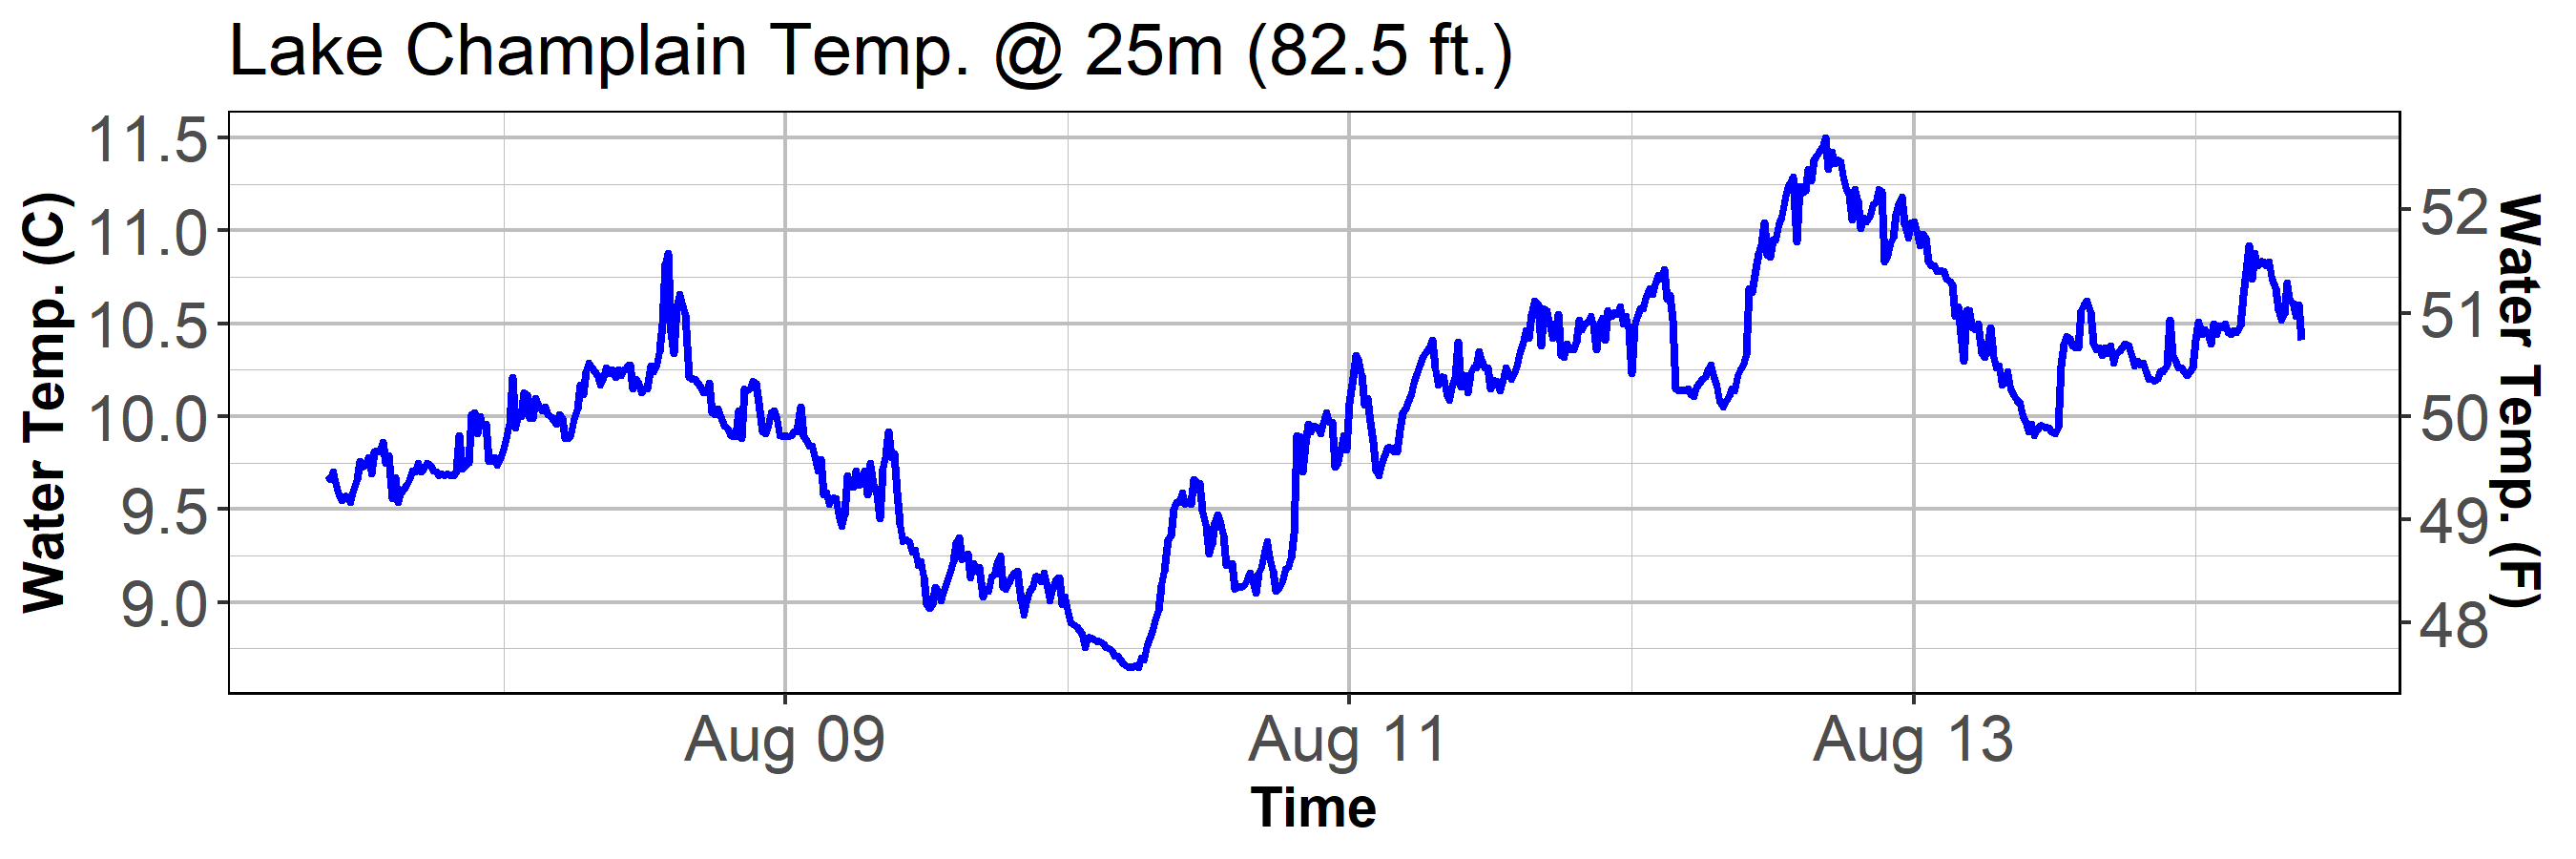 Lake Champlain Temp. @ 25m (82.5 ft.)
Water Temp. (C)
11.5
11.0
10.5
10.0
9.5
9.0
52
51
50
49
48
Water Temp. (F)
Aug 09 Aug 11 Aug 13
Time